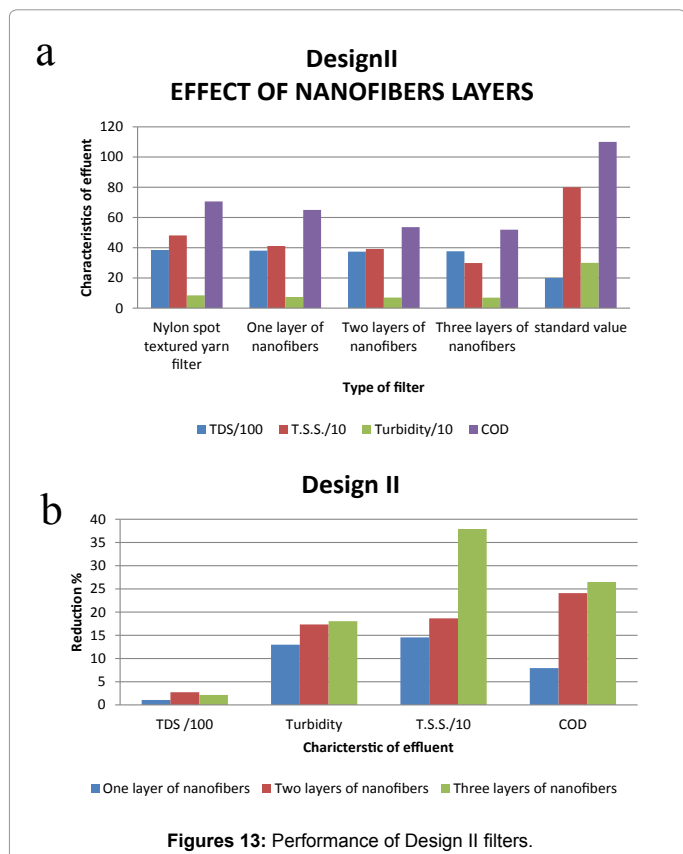 a
DesignII
EFFECT OF NANOFIBERS LAYERS
Characteristics of effluent
120
100
80
60
40
20
0
Nylon spot textured yarn filter
One layer of nanofibers
Two layers of nanofibers
Three layers of nanofibers
standard value
Type of filter
TDS/100 T.S.S./10 Turbidity/10 COD
b
Design II
Reduction %
40
35
30
25
20
15
10
5
0
TDS /100 Turbidity T.S.S./10 COD
Charicterstic of effluent
One layer of nanofibers Two layers of nanofibers Three layers of nanofibers
Figures 13: Performance of Design II filters.